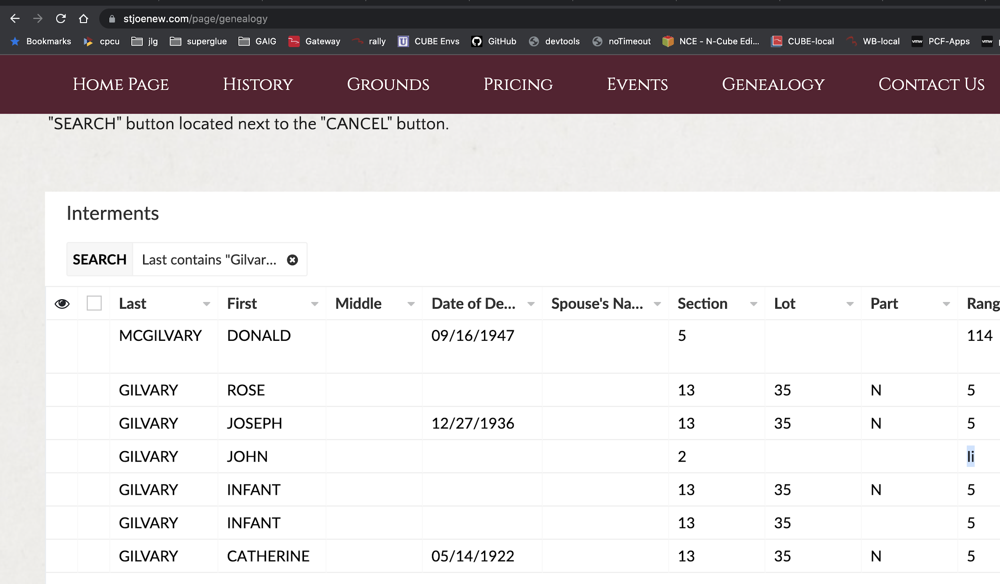 stjoenew.com/page/genealogy
Bookmarks cpcu jlg superglue GAIG Gateway rally CUBE Envs GitHub devtools noTimeout NCE - N-Cube Edi... CUBE-local WB-local vmw PCF-Apps vmw
Home Page History Grounds Pricing Events Genealogy Contact Us
"SEARCH" button located next to the "CANCEL" button.
Interments
SEARCH Last contains "Gilvar...
Last First Middle Date of De... Spouse's Na... Section Lot Part Rang
MCGILVARY DONALD 09/16/1947 5 114
GILVARY ROSE 13 35 N 5
GILVARY JOSEPH 12/27/1936 13 35 N 5
GILVARY JOHN 2 li
GILVARY INFANT 13 35 N 5
GILVARY INFANT 13 35 5
GILVARY CATHERINE 05/14/1922 13 35 N 5